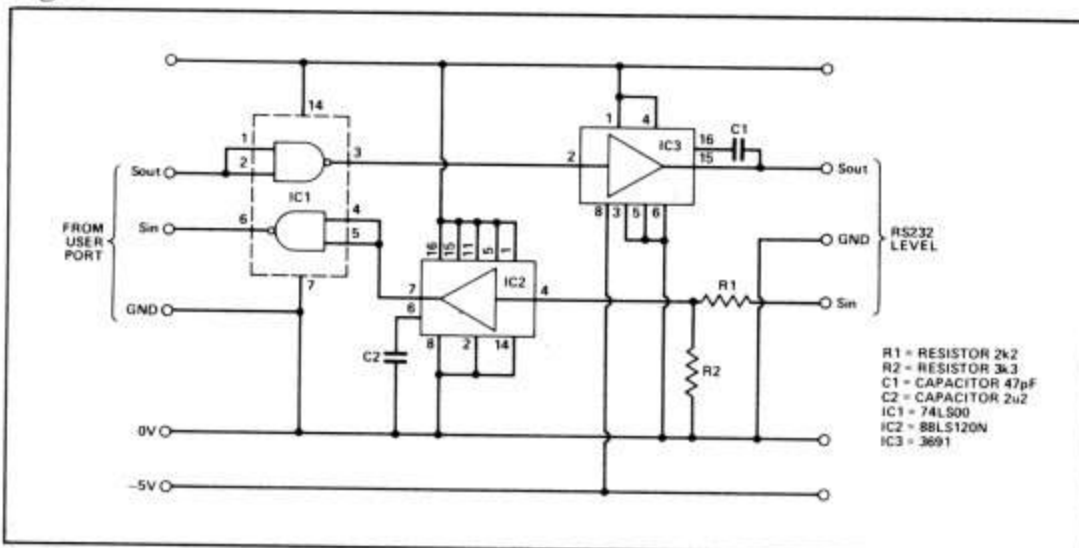 14
1
2
3
Sout
IC1
FROM
USER
PORT
Sin
6
4
5
7
GND
16
15
11
5
1
IC2
7
4
6
8
2
14
C2
1
4
16
C1
2
IC3
15
8
3
5
6
Sout
GND
RS232
LEVEL
R1
Sin
R2
R1 = RESISTOR 2k2
R2 = RESISTOR 3k3
C1 = CAPACITOR 47pF
C2 = CAPACITOR 2u2
IC1 = 74LS00
IC2 = 88LS120N
IC3 = 3691
0V
-5V